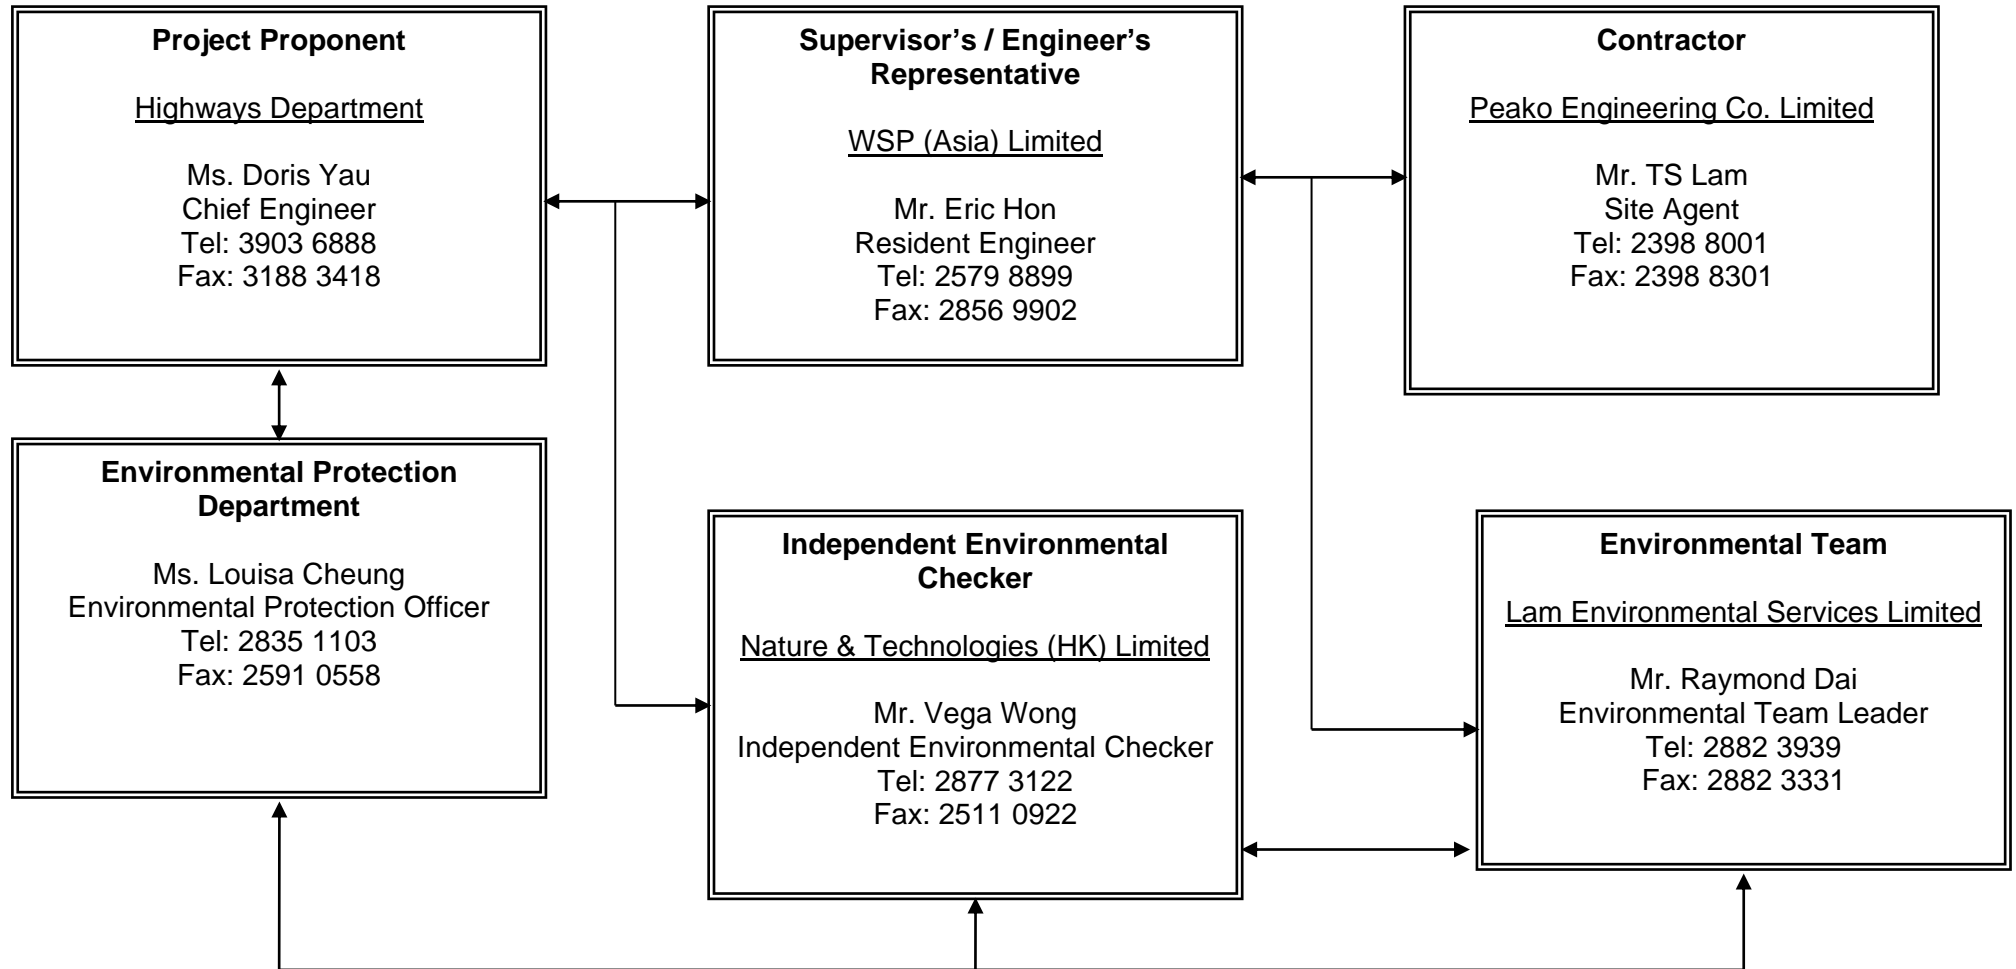 Project Proponent
Highways Department
Ms. Doris Yau
Chief Engineer
Tel: 3903 6888
Fax: 3188 3418
Supervisor’s / Engineer’s
Representative
WSP (Asia) Limited
Mr. Eric Hon
Resident Engineer
Tel: 2579 8899
Fax: 2856 9902
Contractor
Peako Engineering Co. Limited
Mr. TS Lam
Site Agent
Tel: 2398 8001
Fax: 2398 8301
Environmental Protection
Department
Ms. Louisa Cheung
Environmental Protection Officer
Tel: 2835 1103
Fax: 2591 0558
Independent Environmental
Checker
Nature & Technologies (HK) Limited
Mr. Vega Wong
Independent Environmental Checker
Tel: 2877 3122
Fax: 2511 0922
Environmental Team
Lam Environmental Services Limited
Mr. Raymond Dai
Environmental Team Leader
Tel: 2882 3939
Fax: 2882 3331